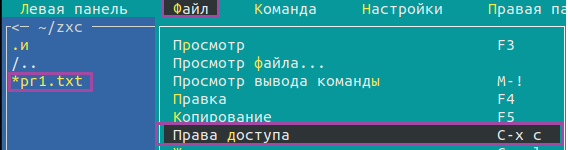 Левая панель Файл Команда Настройки Правая па
<─ ~/zxc
.и
/..
*pr1.txt
Просмотр F3
Просмотр файла...
Просмотр вывода команды M-!
Правка F4
Копирование F5
Права доступа C-x c